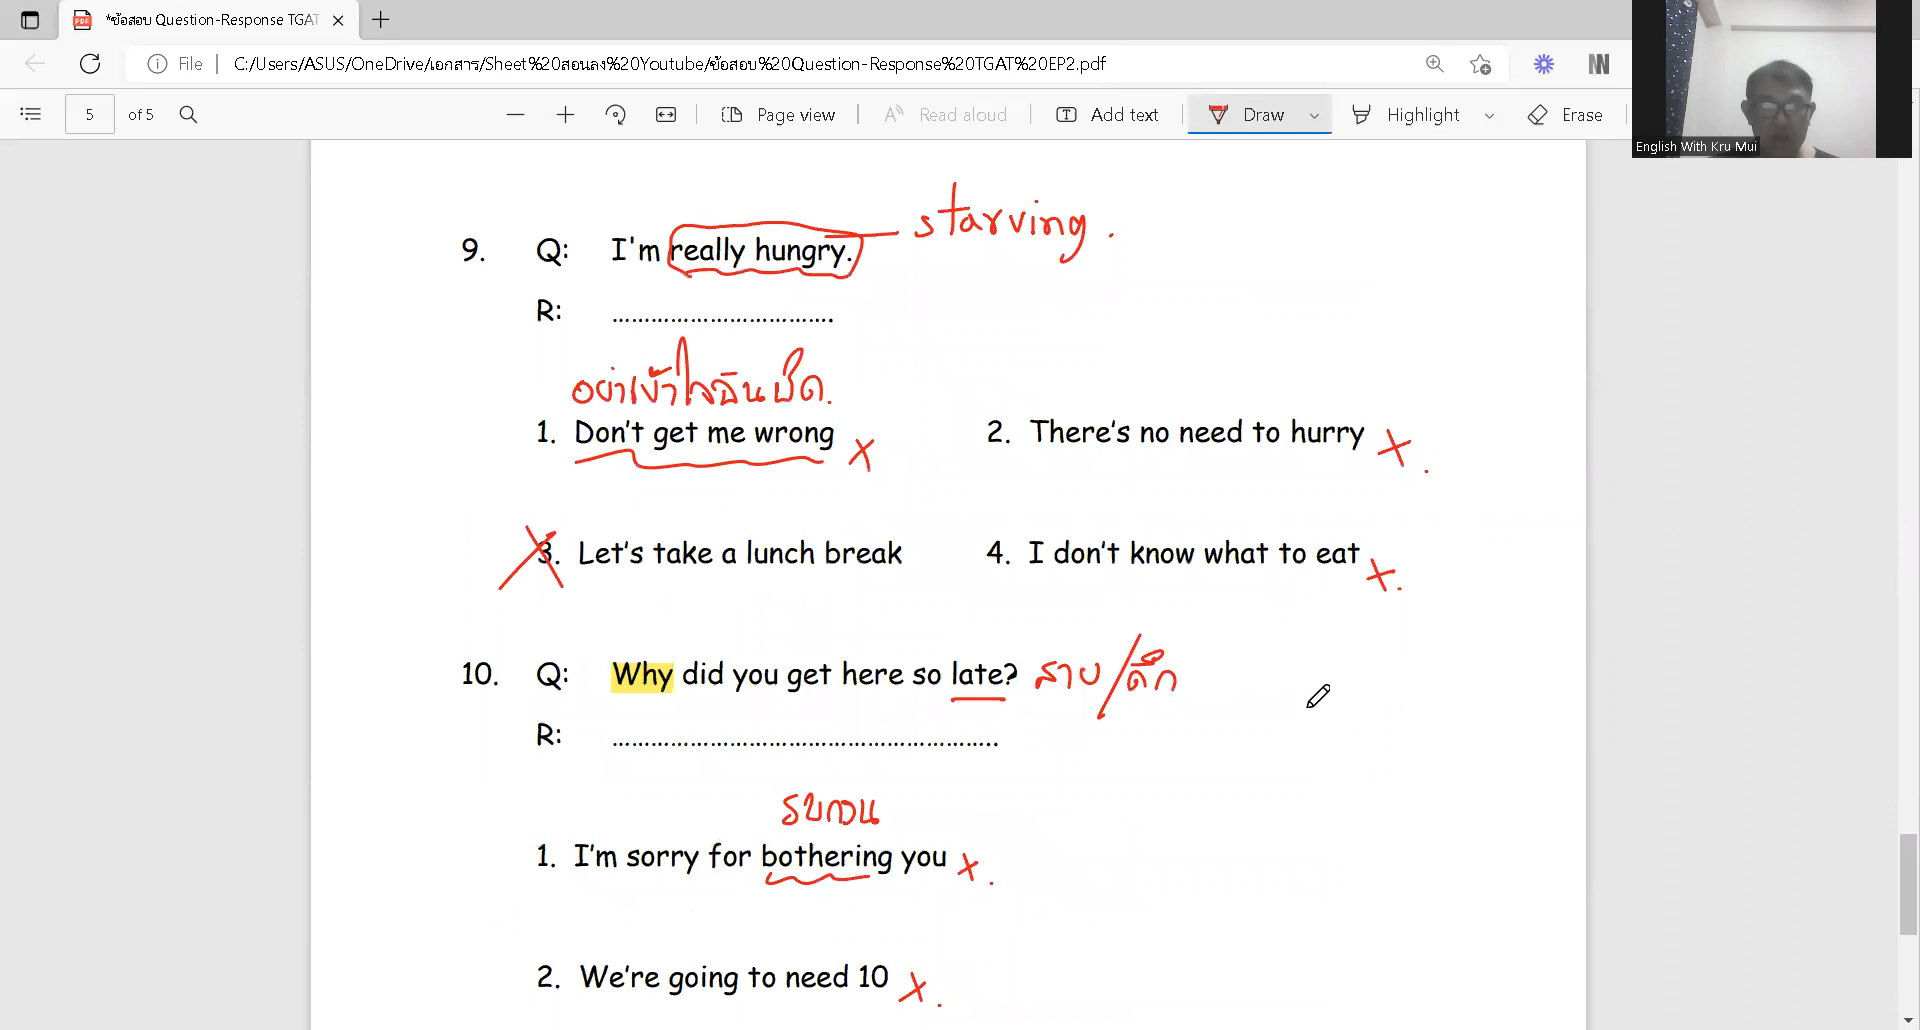 *ข้อสอบ Question-Response TGAT
File C:/Users/ASUS/OneDrive/เอกสาร/Sheet%20สอนลง%20Youtube/ข้อสอบ%20Question-Response%20TGAT%20EP2.pdf
5 of 5 Page view Read aloud Add text Draw Highlight Erase
English With Kru Mui
starving.
9. Q: I'm really hungry.
R: ……………………………
อย่าเข้าใจฉันผิด.
1. Don't get me wrong x 2. There's no need to hurry x.
3. Let's take a lunch break 4. I don't know what to eat x.
10. Q: Why did you get here so late? สาย/ดึก
R: …………………………………………………..
รบกวน
1. I'm sorry for bothering you x.
2. We're going to need 10 x.